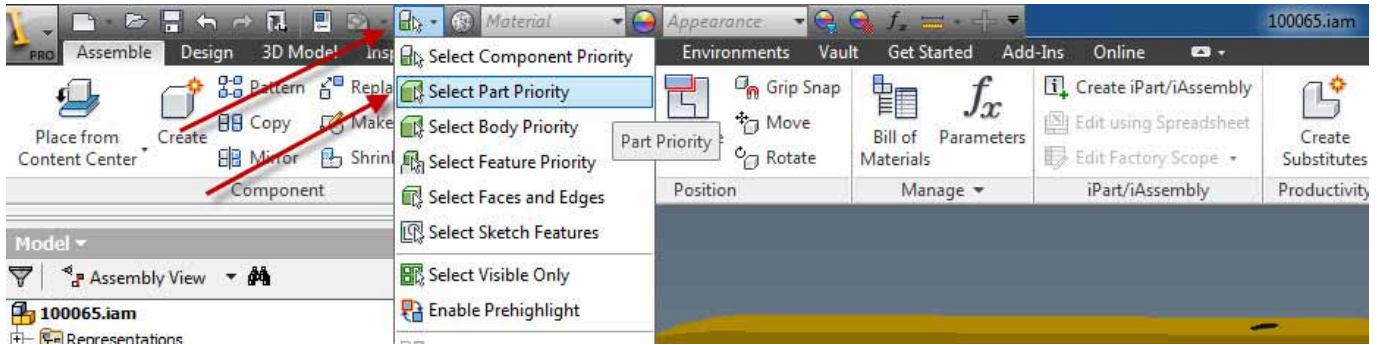 Material
Appearance
fx
100065.iam
PRO
Assemble
Design
3D Model
Environments
Vault
Get Started
Add-Ins
Online
Select Component Priority
Select Part Priority
Select Body Priority
Select Feature Priority
Select Faces and Edges
Select Sketch Features
Select Visible Only
Enable Prehighlight
Part Priority
Place from
Content Center
Create
Pattern
Copy
Mirror
Component
Grip Snap
Move
Rotate
Position
Bill of
Materials
fx
Parameters
Manage
Create iPart/iAssembly
Edit using Spreadsheet
Edit Factory Scope
iPart/iAssembly
Create
Substitutes
Productivity
Model
Assembly View
100065.iam
Representations